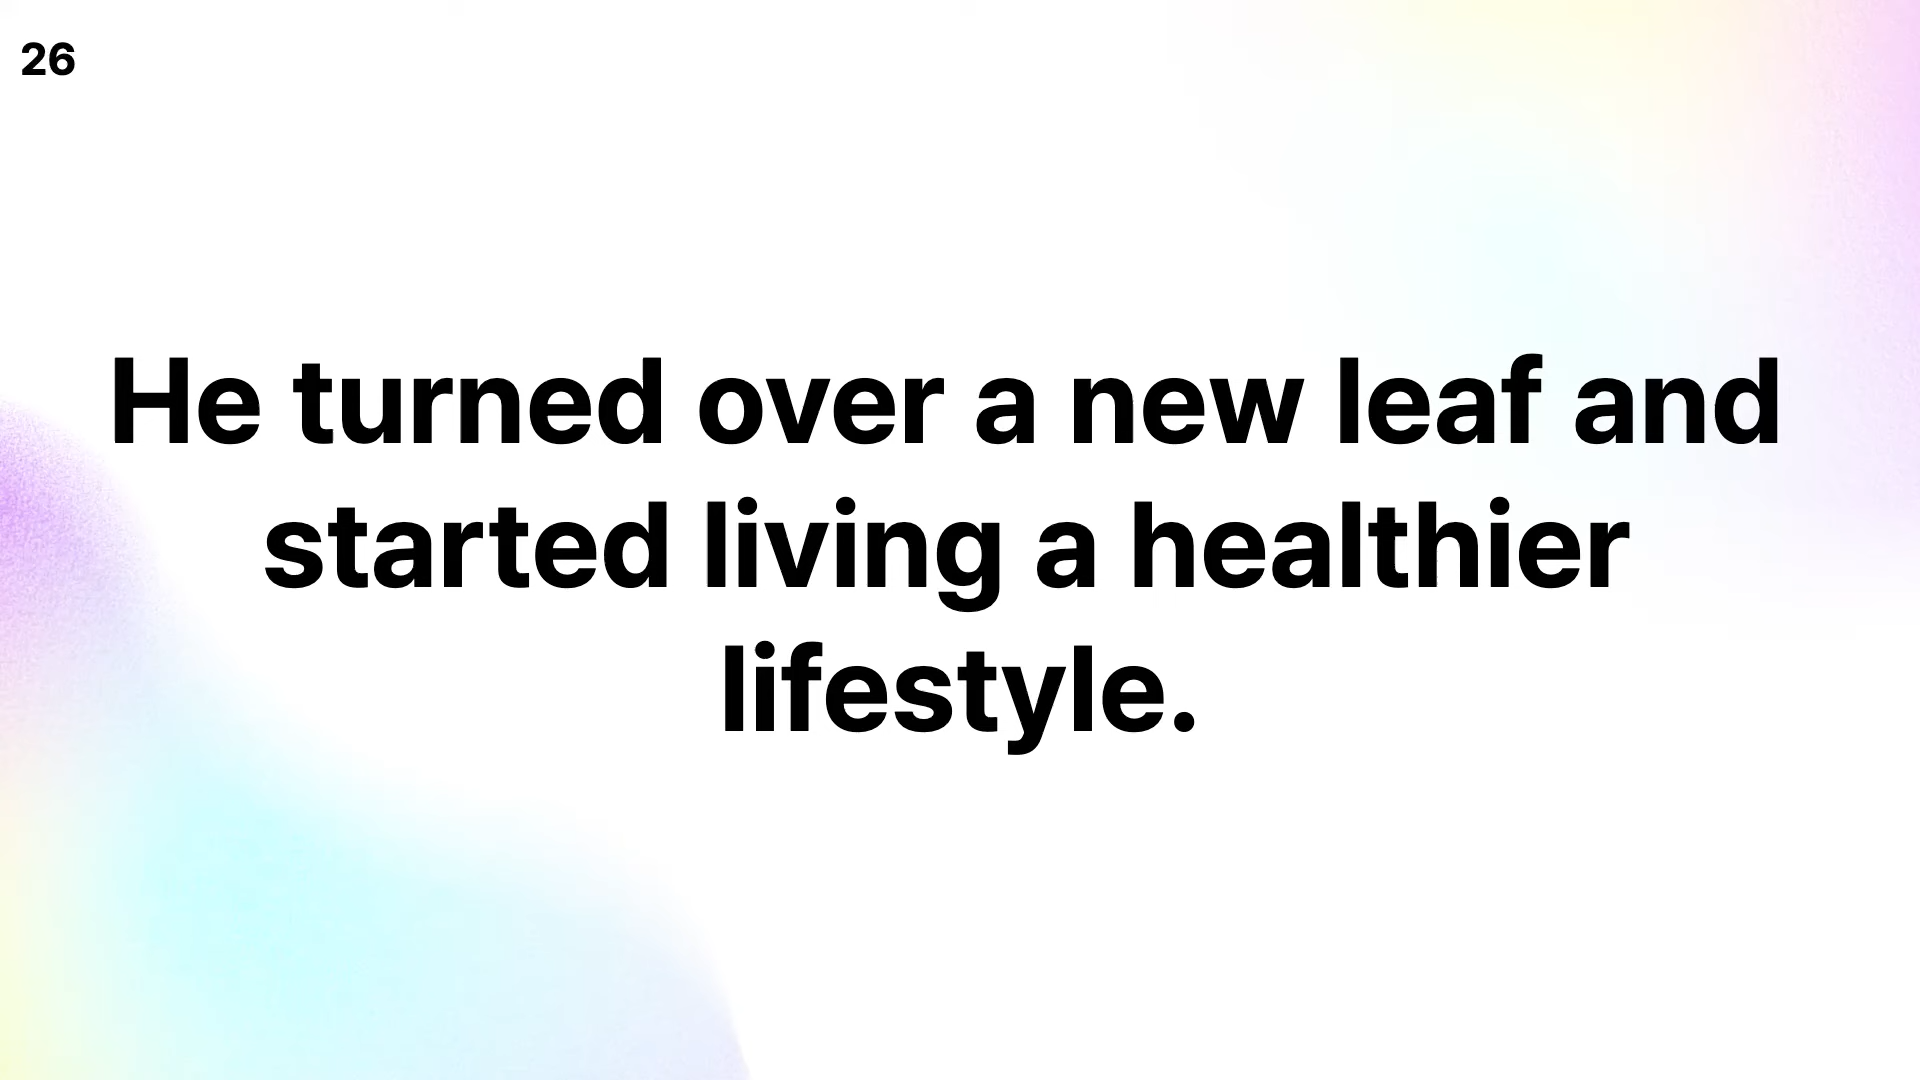 26
He turned over a new leaf and
started living a healthier
lifestyle.